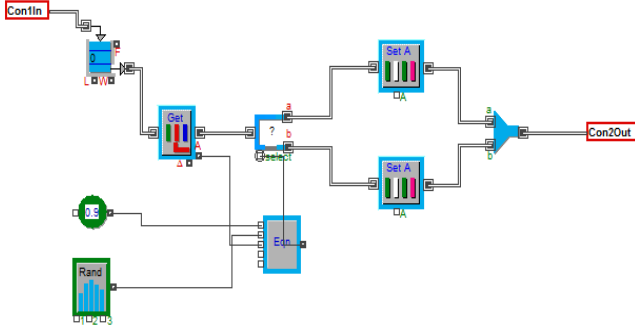 Con1In
F
0
L W
Get
A
Δ
?
a
b
select
Set A
A
Set A
A
a
b
Con2Out
0.9
Eqn
Rand
1 2 3